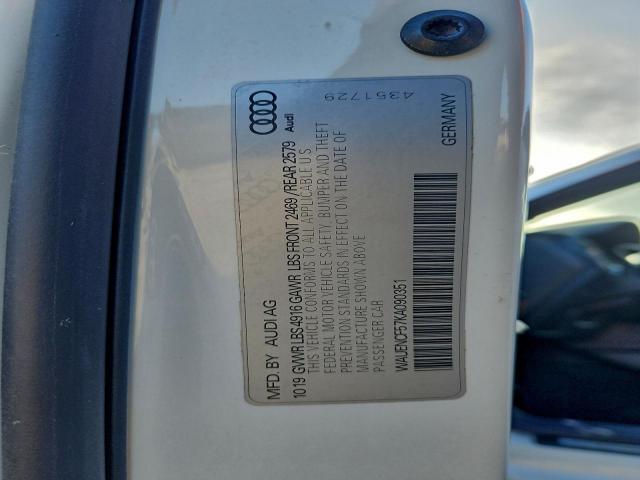 MFD. BY AUDI AG
1019 GVWR LBS 4916 GAWR LBS FRONT 2469 / REAR 2579
THIS VEHICLE CONFORMS TO ALL APPLICABLE U S
FEDERAL MOTOR VEHICLE SAFETY, BUMPER AND THEFT
PREVENTION STANDARDS IN EFFECT ON THE DATE OF
MANUFACTURE SHOWN ABOVE
PASSENGER CAR
WAUENCF57KA090351
GERMANY
Audi
4351729